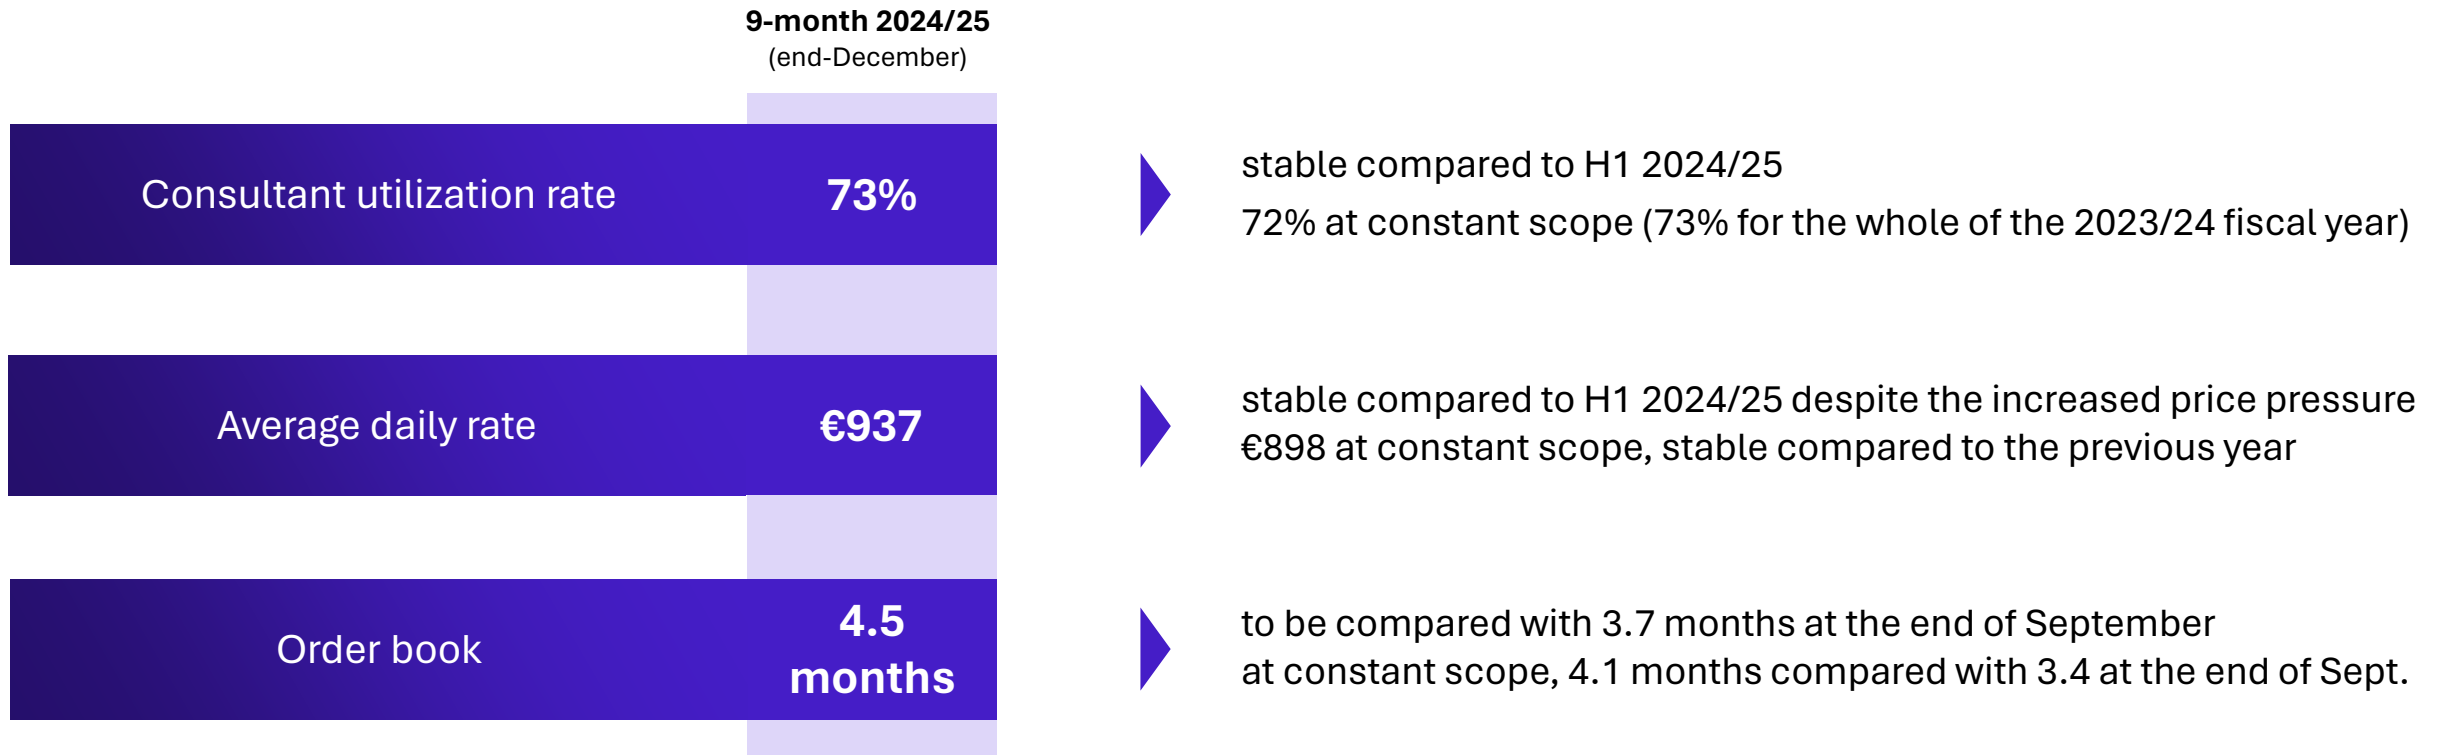 9-month 2024/25
(end-December)
Consultant utilization rate
73%
stable compared to H1 2024/25
72% at constant scope (73% for the whole of the 2023/24 fiscal year)
Average daily rate
€937
stable compared to H1 2024/25 despite the increased price pressure
€898 at constant scope, stable compared to the previous year
Order book
4.5
months
to be compared with 3.7 months at the end of September
at constant scope, 4.1 months compared with 3.4 at the end of Sept.